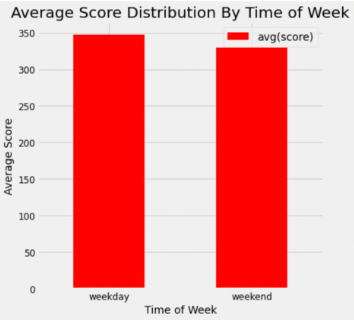 Average Score Distribution By Time of Week
avg(score)
350
300
250
200
150
100
50
0
Average Score
weekday weekend
Time of Week